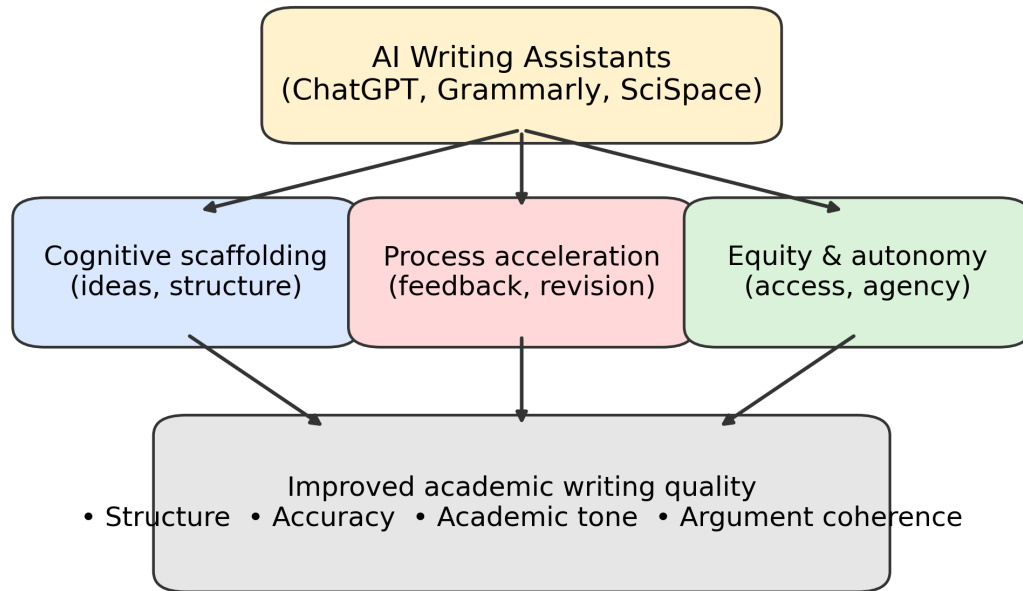 AI Writing Assistants
(ChatGPT, Grammarly, SciSpace)
Cognitive scaffolding
(ideas, structure)
Process acceleration
(feedback, revision)
Equity & autonomy
(access, agency)
Improved academic writing quality
• Structure • Accuracy • Academic tone • Argument coherence